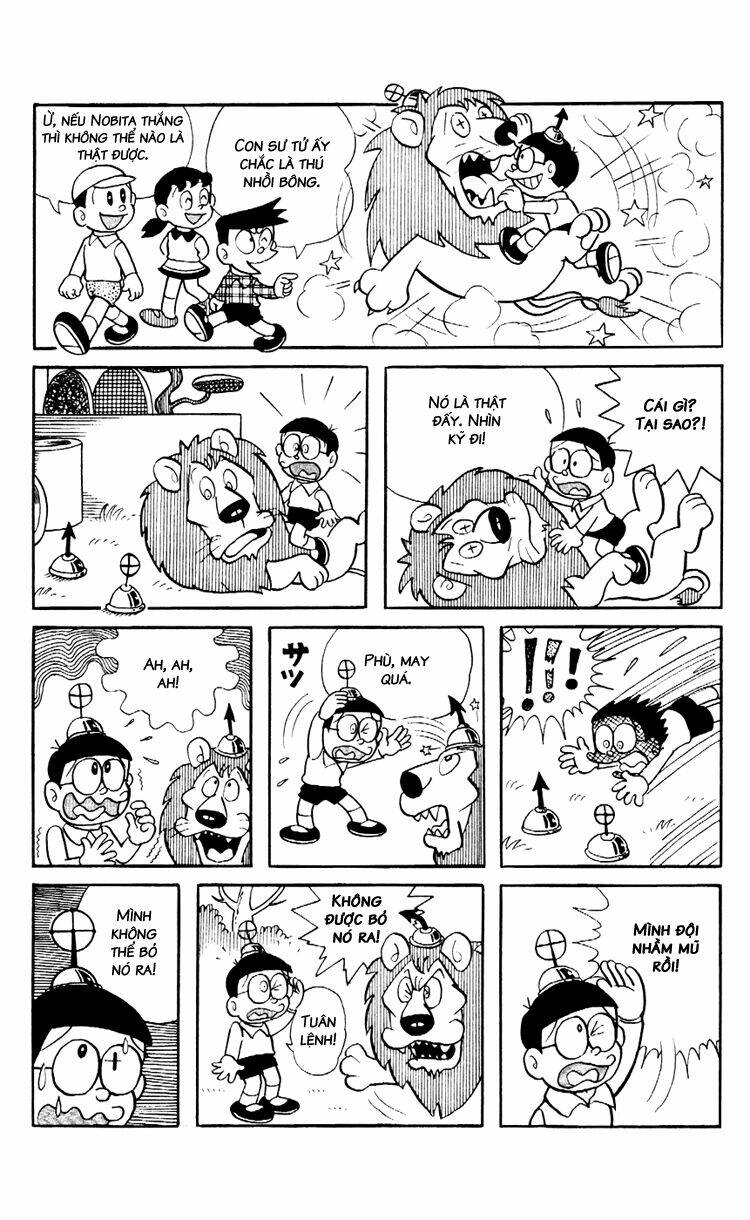 Ừ, NẾU NOBITA THẮNG
THÌ KHÔNG THỂ NÀO LÀ
THẬT ĐƯỢC.
CON SƯ TỬ ẤY
CHẮC LÀ THÚ
NHỒI BÔNG.
NÓ LÀ THẬT
ĐẤY. NHÌN
KỸ ĐI!
CÁI GÌ?
TẠI SAO?!
AH, AH,
AH!
サッ
PHÙ, MAY
QUÁ.
!!!
MÌNH
KHÔNG
THỂ BỎ
NÓ RA!
KHÔNG
ĐƯỢC BỎ
NÓ RA!
TUÂN
LỆNH!
MÌNH ĐỘI
NHẦM MŨ
RỒI!